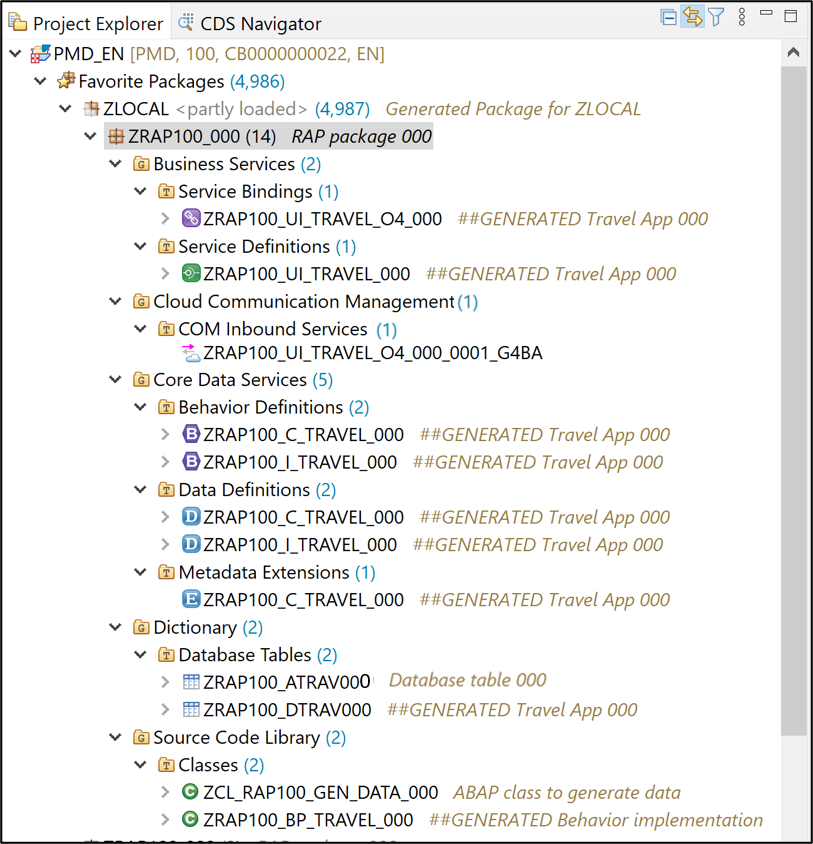 Project Explorer CDS Navigator
PMD_EN [PMD, 100, CB0000000022, EN]
Favorite Packages (4,986)
ZLOCAL <partly loaded> (4,987) Generated Package for ZLOCAL
ZRAP100_000 (14) RAP package 000
Business Services (2)
Service Bindings (1)
ZRAP100_UI_TRAVEL_O4_000 ##GENERATED Travel App 000
Service Definitions (1)
ZRAP100_UI_TRAVEL_000 ##GENERATED Travel App 000
Cloud Communication Management (1)
COM Inbound Services (1)
ZRAP100_UI_TRAVEL_O4_000_0001_G4BA
Core Data Services (5)
Behavior Definitions (2)
ZRAP100_C_TRAVEL_000 ##GENERATED Travel App 000
ZRAP100_I_TRAVEL_000 ##GENERATED Travel App 000
Data Definitions (2)
ZRAP100_C_TRAVEL_000 ##GENERATED Travel App 000
ZRAP100_I_TRAVEL_000 ##GENERATED Travel App 000
Metadata Extensions (1)
ZRAP100_C_TRAVEL_000 ##GENERATED Travel App 000
Dictionary (2)
Database Tables (2)
ZRAP100_ATRAV000 Database table 000
ZRAP100_DTRAV000 ##GENERATED Travel App 000
Source Code Library (2)
Classes (2)
ZCL_RAP100_GEN_DATA_000 ABAP class to generate data
ZRAP100_BP_TRAVEL_000 ##GENERATED Behavior implementation